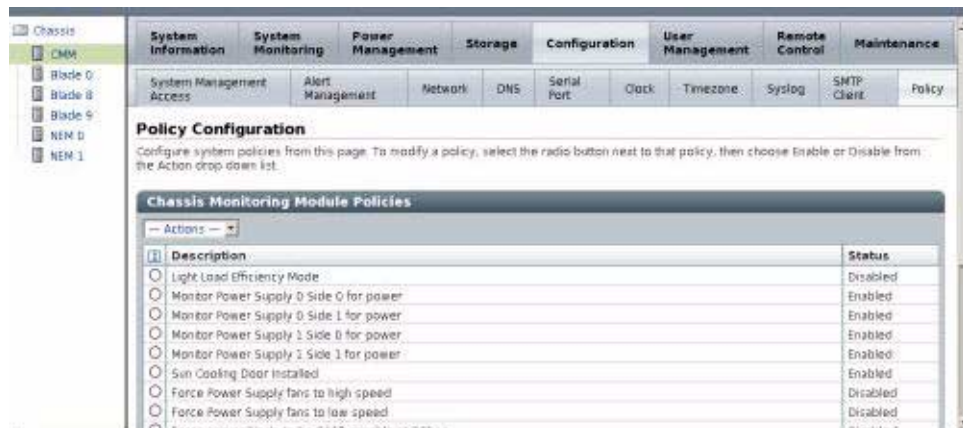 Chassis
CMM
Blade 0
Blade 8
Blade 9
NEM 0
NEM 1
System Information
System Monitoring
Power Management
Storage
Configuration
User Management
Remote Control
Maintenance
System Management Access
Alert Management
Network
DNS
Serial Port
Clock
Timezone
Syslog
SMTP Client
Policy
Policy Configuration
Configure system policies from this page. To modify a policy, select the radio button next to that policy, then choose Enable or Disable from
the Action drop down list.
Chassis Monitoring Module Policies
— Actions —
Description Status
Light Load Efficiency Mode Disabled
Monitor Power Supply 0 Side 0 for power Enabled
Monitor Power Supply 0 Side 1 for power Enabled
Monitor Power Supply 1 Side 0 for power Enabled
Monitor Power Supply 1 Side 1 for power Enabled
Sun Cooling Door Installed Enabled
Force Power Supply fans to high speed Disabled
Force Power Supply fans to low speed Disabled